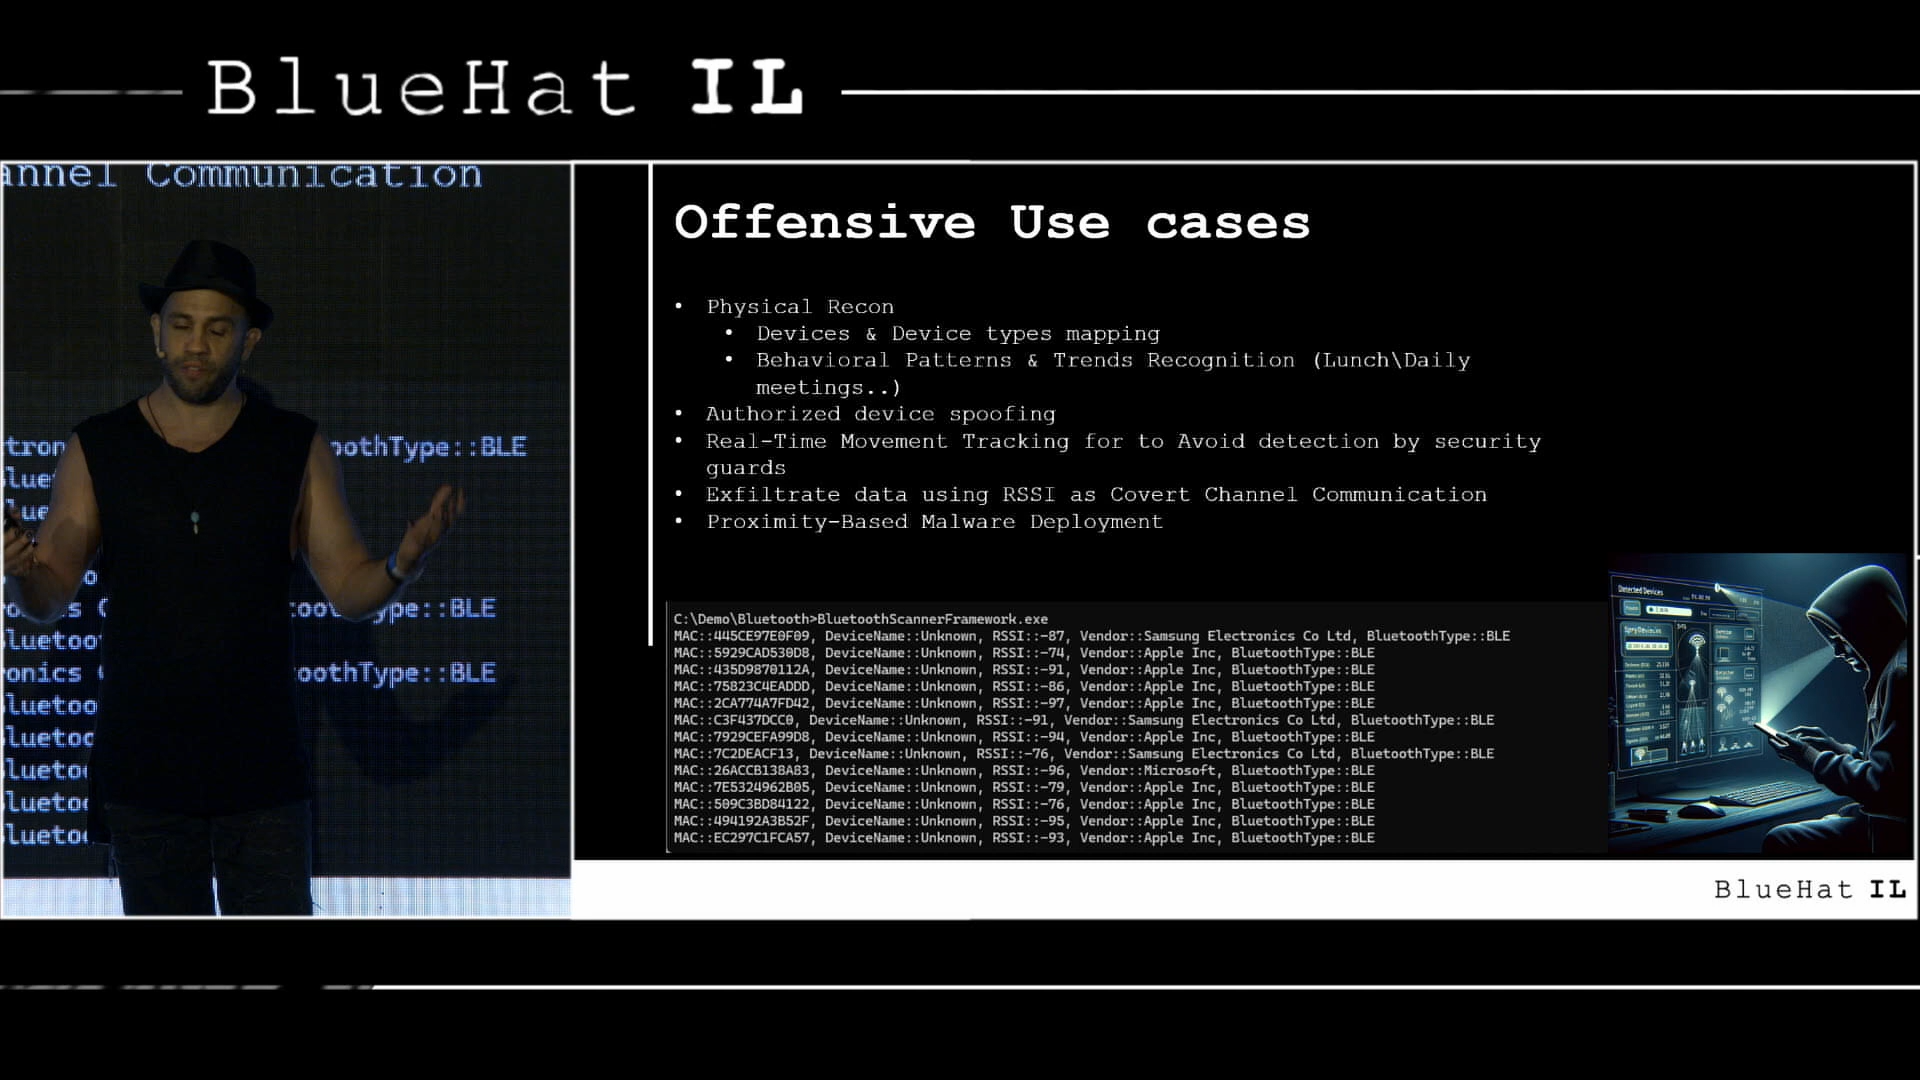 BlueHat IL
annel Communication
tron
oothType::BLE
Offensive Use cases
• Physical Recon
• Devices & Device types mapping
• Behavioral Patterns & Trends Recognition (Lunch\Daily
meetings..)
• Authorized device spoofing
• Real-Time Movement Tracking for to Avoid detection by security
guards
• Exfiltrate data using RSSI as Covert Channel Communication
• Proximity-Based Malware Deployment
C:\Demo\Bluetooth>BluetoothScannerFramework.exe
MAC::445CE97E0F09, DeviceName::Unknown, RSSI::-87, Vendor::Samsung Electronics Co Ltd, BluetoothType::BLE
MAC::5929CAD530D8, DeviceName::Unknown, RSSI::-74, Vendor::Apple Inc, BluetoothType::BLE
MAC::435D9870112A, DeviceName::Unknown, RSSI::-91, Vendor::Apple Inc, BluetoothType::BLE
MAC::75823C4EADDD, DeviceName::Unknown, RSSI::-86, Vendor::Apple Inc, BluetoothType::BLE
MAC::2CA774A7FD42, DeviceName::Unknown, RSSI::-97, Vendor::Apple Inc, BluetoothType::BLE
MAC::C3F437DCC0, DeviceName::Unknown, RSSI::-91, Vendor::Samsung Electronics Co Ltd, BluetoothType::BLE
MAC::7929CEFA99D8, DeviceName::Unknown, RSSI::-94, Vendor::Apple Inc, BluetoothType::BLE
MAC::7C2DEACF13, DeviceName::Unknown, RSSI::-76, Vendor::Samsung Electronics Co Ltd, BluetoothType::BLE
MAC::26ACCB138A83, DeviceName::Unknown, RSSI::-96, Vendor::Microsoft, BluetoothType::BLE
MAC::7E5324962B05, DeviceName::Unknown, RSSI::-79, Vendor::Apple Inc, BluetoothType::BLE
MAC::509C3BD84122, DeviceName::Unknown, RSSI::-76, Vendor::Apple Inc, BluetoothType::BLE
MAC::494192A3B52F, DeviceName::Unknown, RSSI::-95, Vendor::Apple Inc, BluetoothType::BLE
MAC::EC297C1FCA57, DeviceName::Unknown, RSSI::-93, Vendor::Apple Inc, BluetoothType::BLE
Detected Devices
BlueHat IL